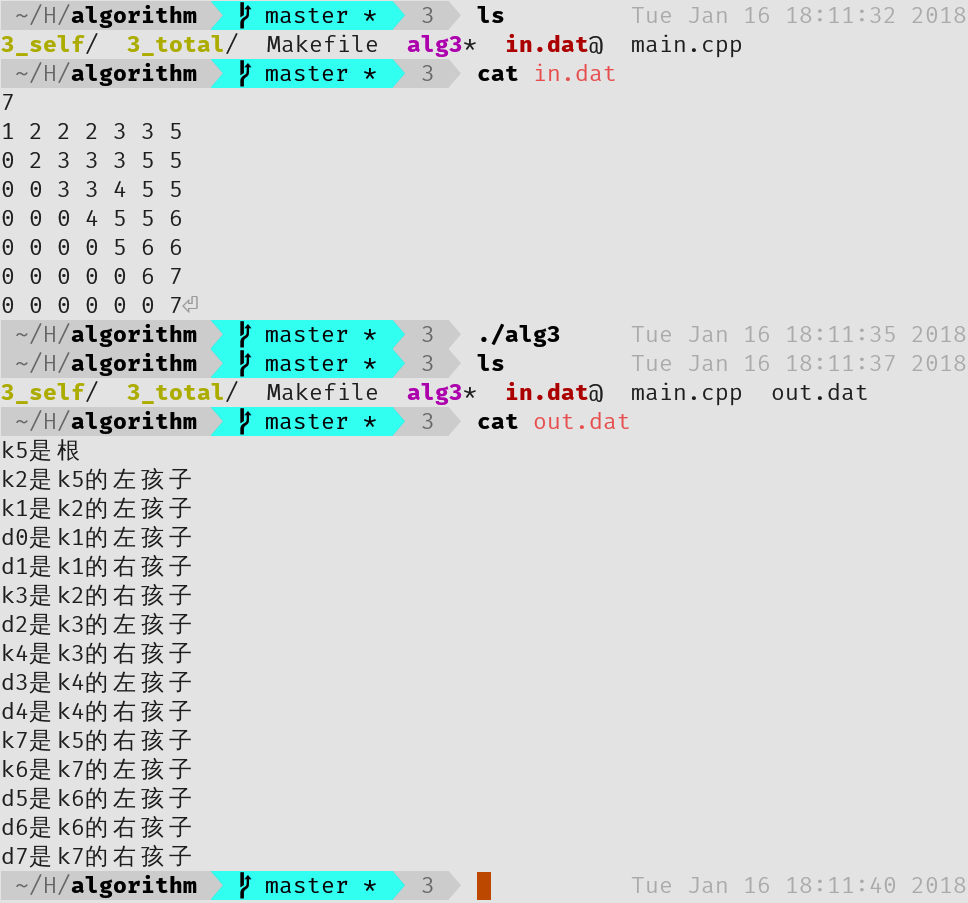 ~/H/algorithm master * 3 ls Tue Jan 16 18:11:32 2018
3_self/ 3_total/ Makefile alg3* in.dat@ main.cpp
~/H/algorithm master * 3 cat in.dat
7
1 2 2 2 3 3 5
0 2 3 3 3 5 5
0 0 3 3 4 5 5
0 0 0 4 5 5 6
0 0 0 0 5 6 6
0 0 0 0 0 6 7
0 0 0 0 0 0 7⏎
~/H/algorithm master * 3 ./alg3 Tue Jan 16 18:11:35 2018
~/H/algorithm master * 3 ls Tue Jan 16 18:11:37 2018
3_self/ 3_total/ Makefile alg3* in.dat@ main.cpp out.dat
~/H/algorithm master * 3 cat out.dat
k5是根
k2是k5的左孩子
k1是k2的左孩子
d0是k1的左孩子
d1是k1的右孩子
k3是k2的右孩子
d2是k3的左孩子
k4是k3的右孩子
d3是k4的左孩子
d4是k4的右孩子
k7是k5的右孩子
k6是k7的左孩子
d5是k6的左孩子
d6是k6的右孩子
d7是k7的右孩子
~/H/algorithm master * 3 Tue Jan 16 18:11:40 2018